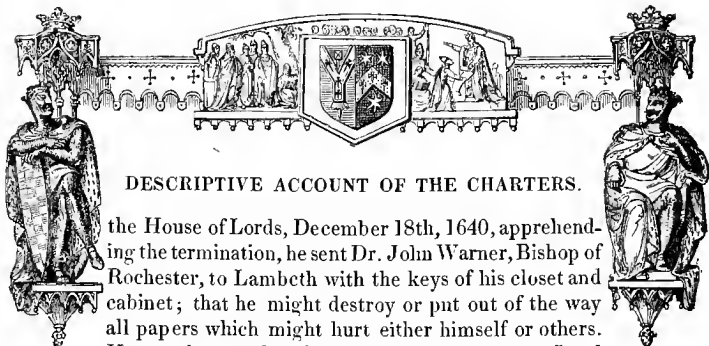 DESCRIPTIVE ACCOUNT OF THE CHARTERS.
the House of Lords, December 18th, 1640, apprehend-
ing the termination, he sent Dr. John Warner, Bishop of
Rochester, to Lambeth with the keys of his closet and
cabinet; that he might destroy or put out of the way
all papers which might hurt either himself or others.